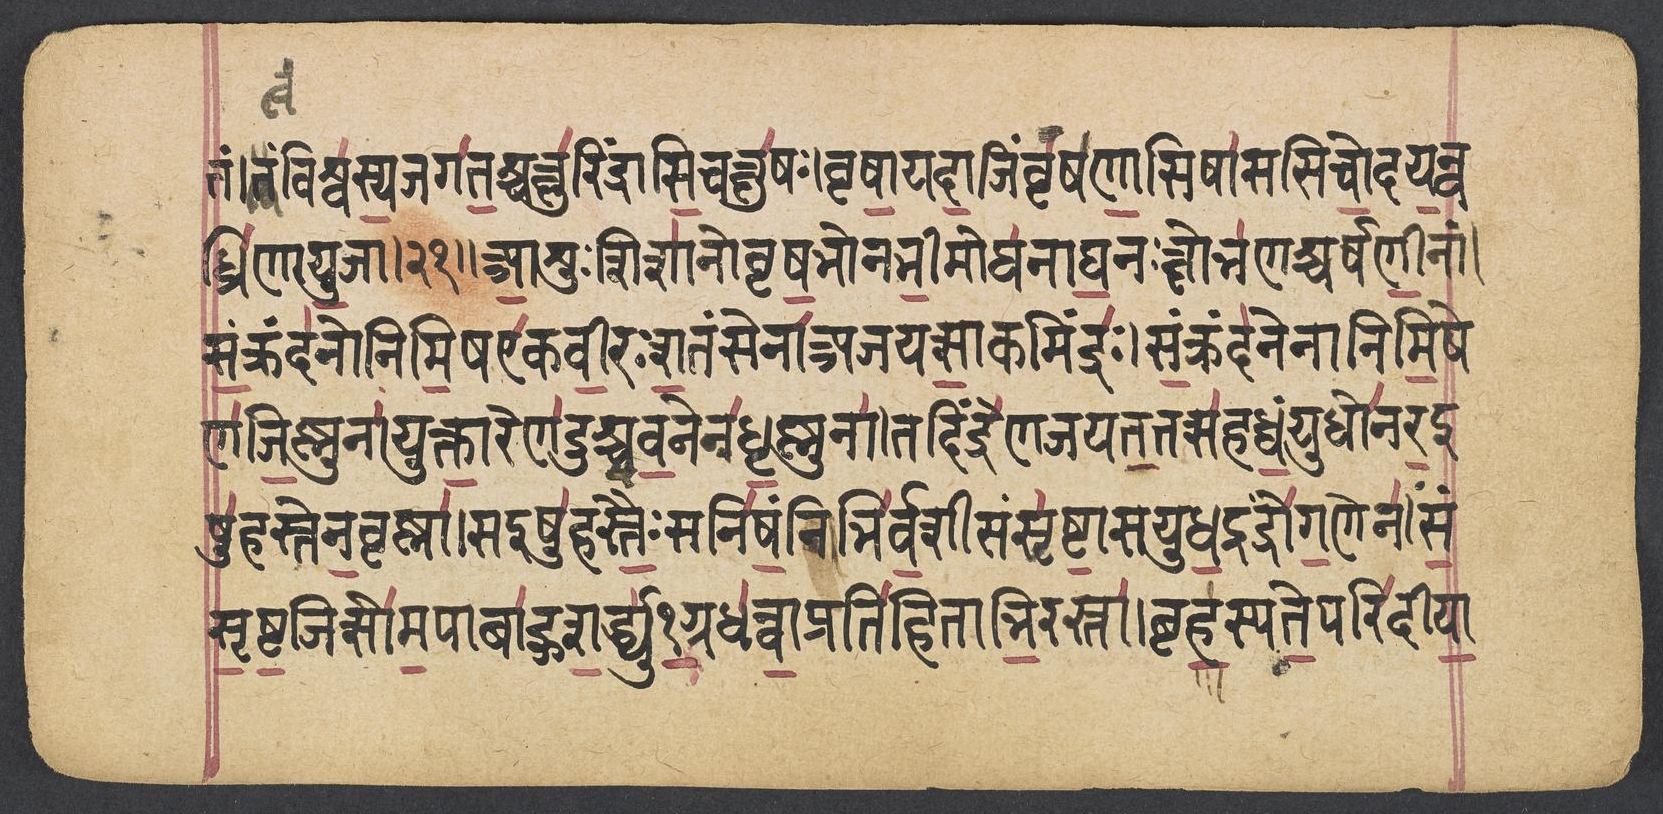 त्वं
तं।तंविश्वस्यजगतश्चक्षुरिंद्रासिचक्षुषः।वृषायदाजिंवृषणासिषाससिचोदयन्व
ध्रिणायुजा।२१॥आशुःशिशानोवृषभोनभीमोघनाघनःक्षोभणश्चर्षणीनां।
संक्रंदनोनिमिषएकवीरःशतंसेनाअजयत्साकमिंद्रः।संक्रंदनेनानिमिषे
णजिष्णुनायुत्कारेणदुश्च्यवनेनधृष्णुना।तदिंद्रेणजयततत्सहध्वंयुधोनरइ
षुहस्तेनवृष्णा।सइषुहस्तैःसनिषंगिभिर्वशीसंस्रष्टासयुधइंद्रोगणेन।सं
सृष्टजित्सोमपाबाहुशर्ध्यु१ग्रधन्वाप्रतिहिताभिरस्ता।बृहस्पतेपरिदीया